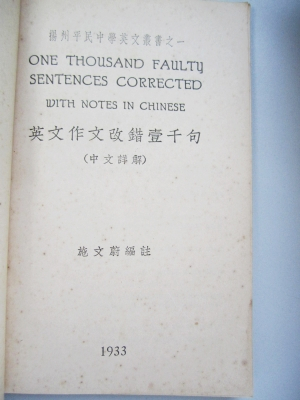 揚州平民中學英文叢書之一
ONE THOUSAND FAULTY
SENTENCES CORRECTED
WITH NOTES IN CHINESE
英文作文改錯壹千句
(中文詳解)
施文蔚編註
1933